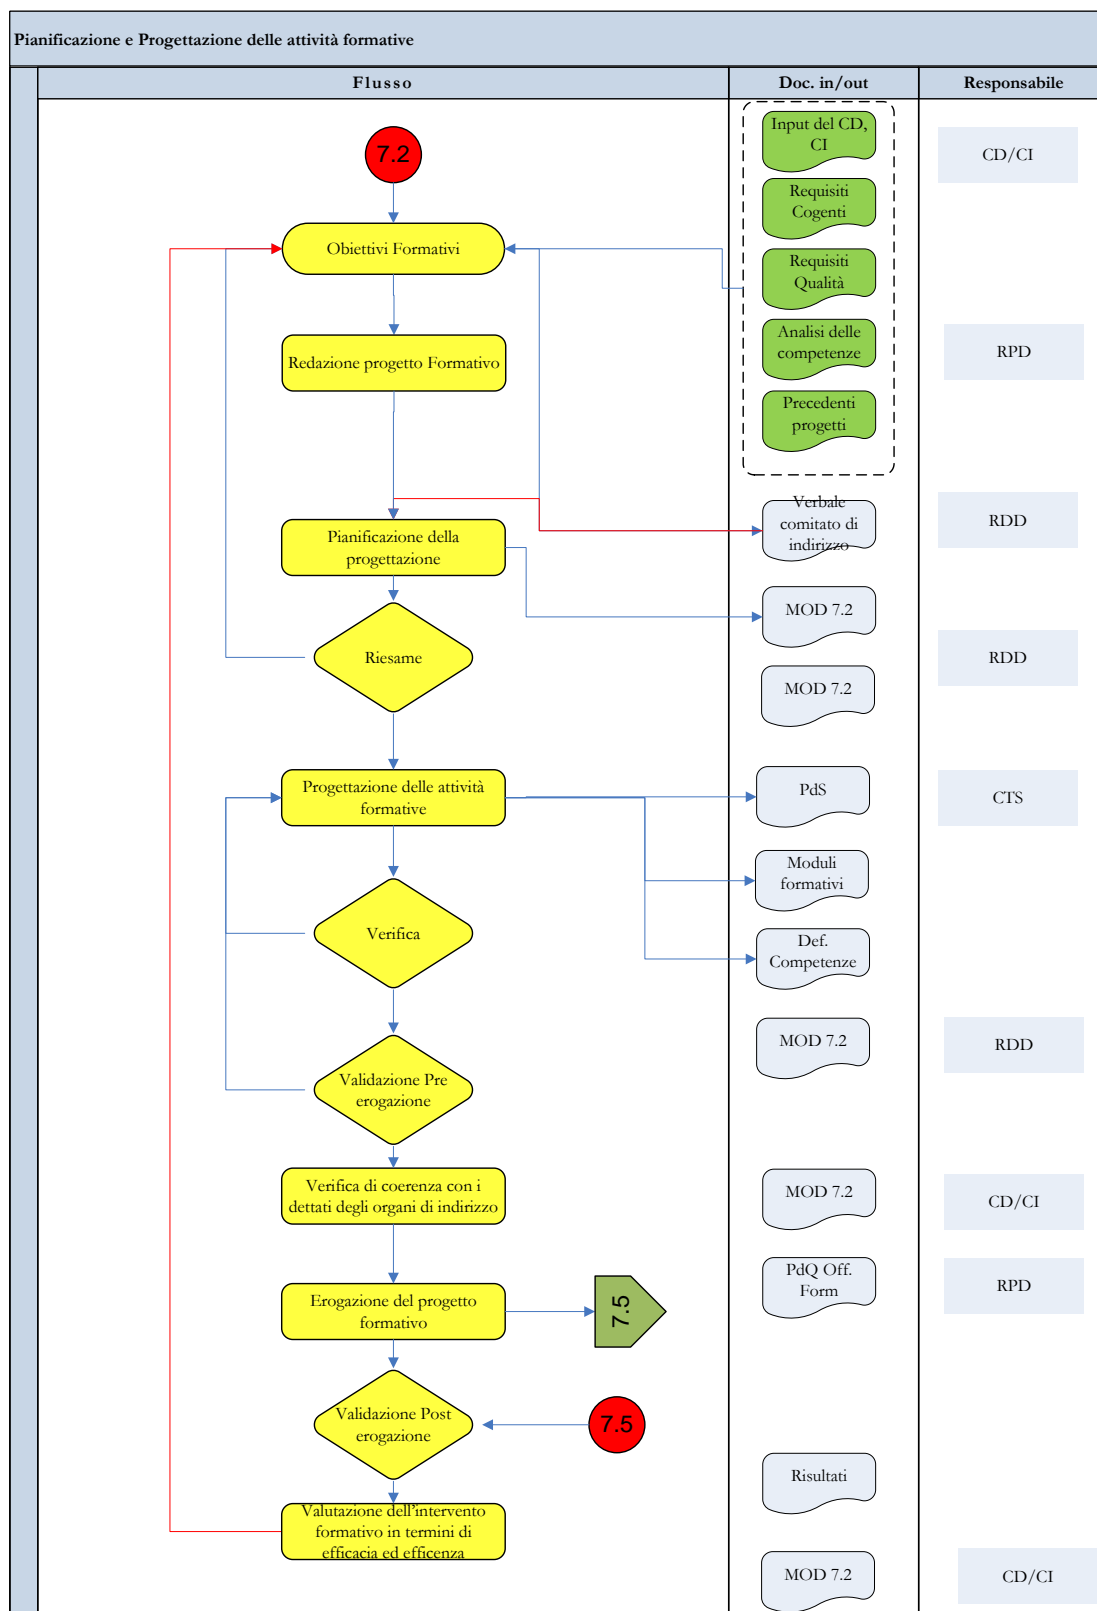 Pianificazione e Progettazione delle attività formative
Flusso
Doc. in/out
Responsabile
7.2
Input del CD,
CI
CD/CI
Requisiti
Cogenti
Obiettivi Formativi
Requisiti
Qualità
Redazione progetto Formativo
Analisi delle
competenze
RPD
Precedenti
progetti
Verbale
comitato di
indirizzo
RDD
Pianificazione della
progettazione
MOD 7.2
Riesame
RDD
MOD 7.2
Progettazione delle attività
formative
PdS
CTS
Moduli
formativi
Verifica
Def.
Competenze
MOD 7.2
RDD
Validazione Pre
erogazione
Verifica di coerenza con i
dettati degli organi di indirizzo
MOD 7.2
CD/CI
Erogazione del progetto
formativo
7.5
PdQ Off.
Form
RPD
Validazione Post
erogazione
7.5
Risultati
Valutazione dell'intervento
formativo in termini di
efficacia ed efficenza
MOD 7.2
CD/CI